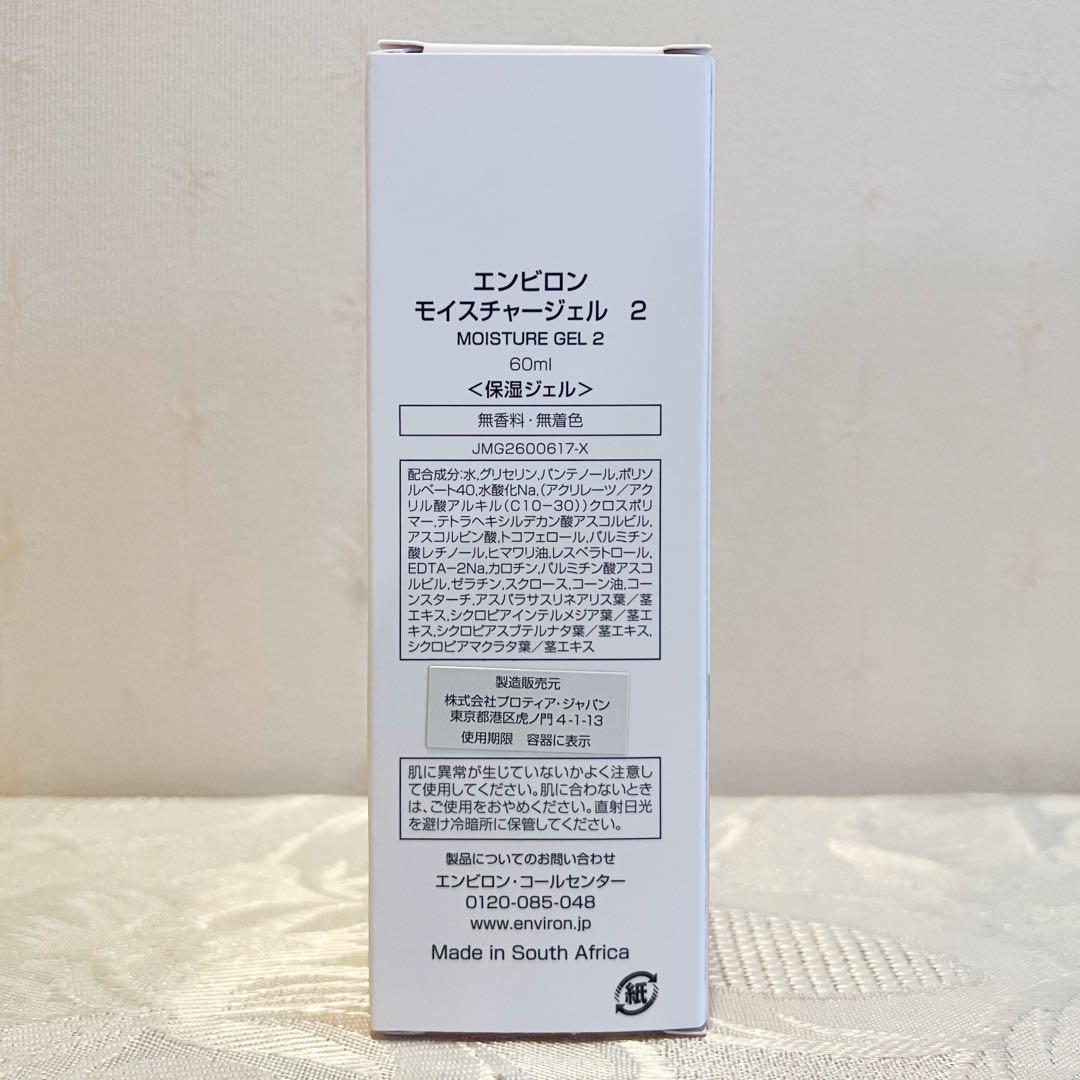 エンビロン
モイスチャージェル　2
MOISTURE GEL 2
60ml
＜保湿ジェル＞
無香料・無着色
JMG2600617-X
配合成分:水,グリセリン,パンテノール,ポリソ
ルベート40,水酸化Na,(アクリレーツ／アク
リル酸アルキル(C10−30))クロスポリ
マー,テトラヘキシルデカン酸アスコルビル,
アスコルビン酸,トコフェロール,パルミチン
酸レチノール,ヒマワリ油,レスベラトロール,
EDTA−2Na,カロチン,パルミチン酸アスコ
ルビル,ゼラチン,スクロース,コーン油,コー
ンスターチ,アスパラサスリネアリス葉／茎
エキス,シクロピアインテルメジア葉／茎エ
キス,シクロピアスブテルナタ葉／茎エキス,
シクロピアマクラタ葉／茎エキス
製造販売元
株式会社プロティア・ジャパン
東京都港区虎ノ門4-1-13
使用期限　容器に表示
肌に異常が生じていないかよく注意し
て使用してください。肌に合わないとき
は、ご使用をおやめください。直射日光
を避け冷暗所に保管してください。
製品についてのお問い合わせ
エンビロン・コールセンター
0120-085-048
www.environ.jp
Made in South Africa
紙